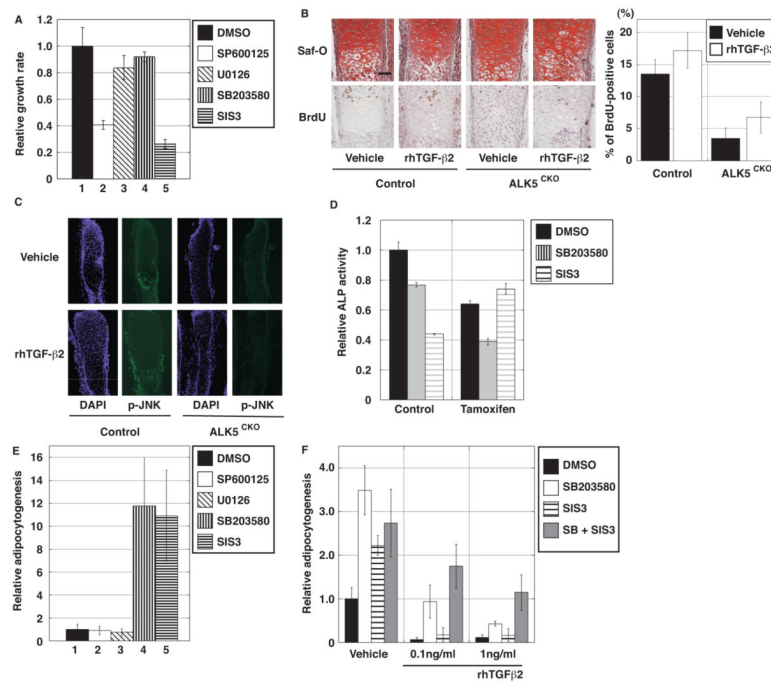 A
Relative growth rate
1.2
1.0
0.8
0.6
0.4
0.2
0
1 2 3 4 5
DMSO
SP600125
U0126
SB203580
SIS3
B
Saf-O
BrdU
Vehicle rhTGF-β2 Vehicle rhTGF-β2
Control ALK5 CKO
(%)
% of BrdU-positive cells
20
15
10
5
0
Control ALK5 CKO
Vehicle
rhTGF-β2
C
Vehicle
rhTGF-β2
DAPI p-JNK DAPI p-JNK
Control ALK5 CKO
D
Relative ALP activity
1.2
1.0
0.8
0.6
0.4
0.2
0
Control Tamoxifen
DMSO
SB203580
SIS3
E
Relative adipocytogenesis
16
14
12
10
8
6
4
2
0
1 2 3 4 5
DMSO
SP600125
U0126
SB203580
SIS3
F
Relative adipocytogenesis
4.0
3.0
2.0
1.0
0
Vehicle 0.1ng/ml 1ng/ml
rhTGFβ2
DMSO
SB203580
SIS3
SB + SIS3